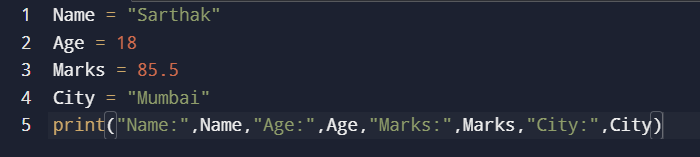 1 Name = "Sarthak"
2 Age = 18
3 Marks = 85.5
4 City = "Mumbai"
5 print("Name:",Name,"Age:",Age,"Marks:",Marks,"City:",City)